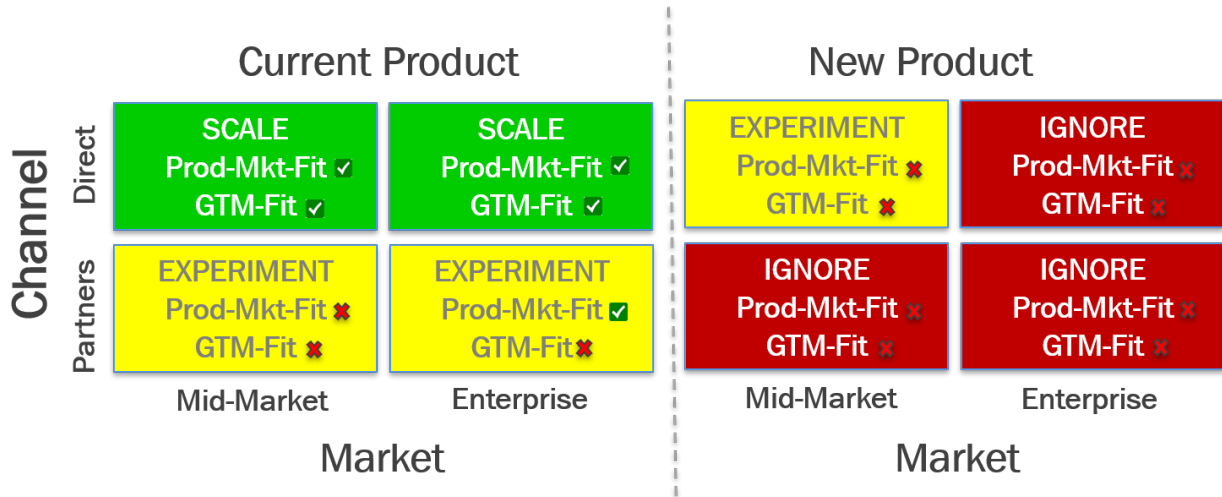 Current Product
New Product
Channel
Direct
SCALE
Prod-Mkt-Fit ✅
GTM-Fit ✅
SCALE
Prod-Mkt-Fit ✅
GTM-Fit ✅
EXPERIMENT
Prod-Mkt-Fit ✖
GTM-Fit ✖
IGNORE
Prod-Mkt-Fit ✖
GTM-Fit ✖
Partners
EXPERIMENT
Prod-Mkt-Fit ✖
GTM-Fit ✖
EXPERIMENT
Prod-Mkt-Fit ✅
GTM-Fit ✖
IGNORE
Prod-Mkt-Fit ✖
GTM-Fit ✖
IGNORE
Prod-Mkt-Fit ✖
GTM-Fit ✖
Mid-Market
Enterprise
Mid-Market
Enterprise
Market
Market